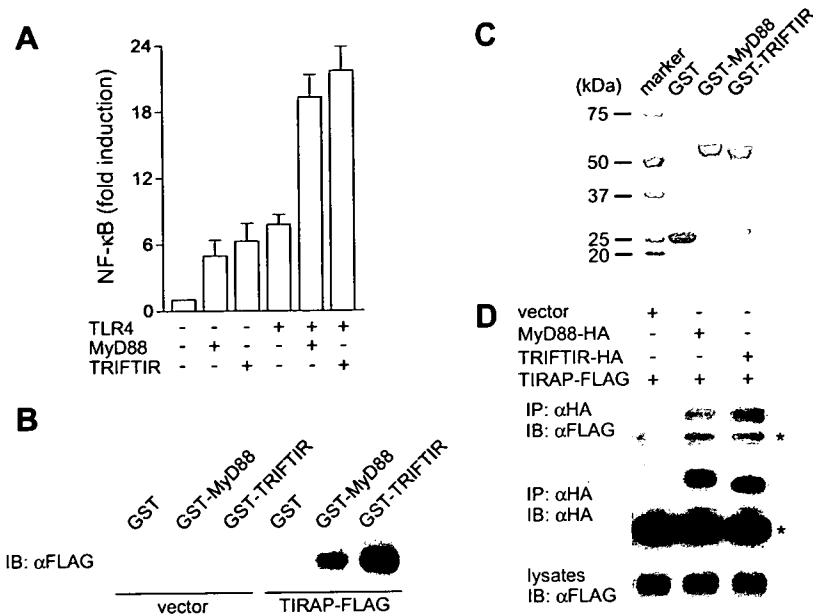 A
24
18
12
6
0
NF-κB (fold induction)
TLR4 - - - + + +
MyD88 - + - - + -
TRIFTIR - - + - - +
B
GST
GST-MyD88
GST-TRIFTIR
GST
GST-MyD88
GST-TRIFTIR
IB: αFLAG
vector
TIRAP-FLAG
C
(kDa)
marker
GST
GST-MyD88
GST-TRIFTIR
75
50
37
25
20
D
vector + - -
MyD88-HA - + -
TRIFTIR-HA - - +
TIRAP-FLAG + + +
IP: αHA
IB: αFLAG
*
IP: αHA
IB: αHA
*
lysates
IB: αFLAG